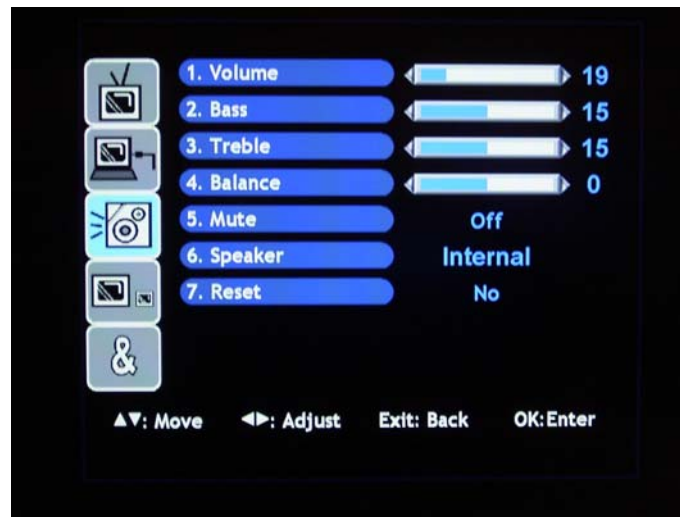 1. Volume 19
2. Bass 15
3. Treble 15
4. Balance 0
5. Mute Off
6. Speaker Internal
7. Reset No
&
▲▼: Move ◀▶: Adjust Exit: Back OK:Enter